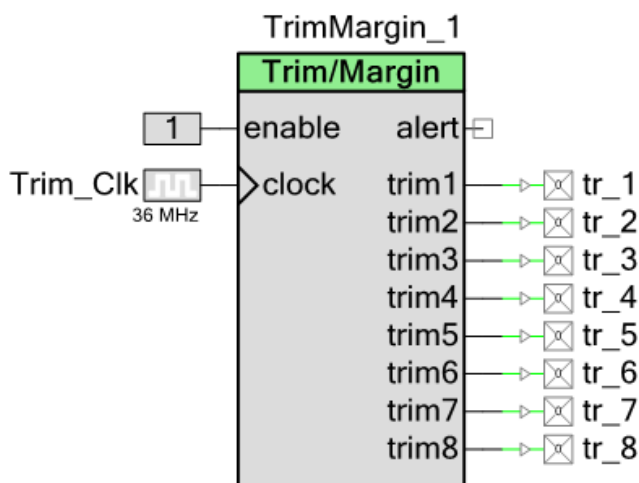 TrimMargin_1
Trim/Margin
1 enable alert
Trim_Clk clock
36 MHz
trim1 tr_1
trim2 tr_2
trim3 tr_3
trim4 tr_4
trim5 tr_5
trim6 tr_6
trim7 tr_7
trim8 tr_8